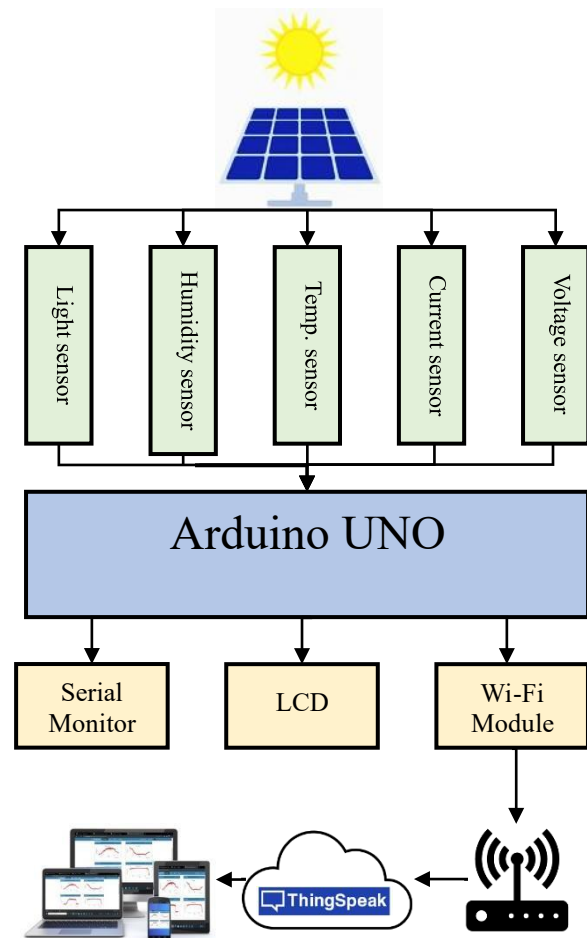 Light sensor
Humidity sensor
Temp. sensor
Current sensor
Voltage sensor
Arduino UNO
Serial
Monitor
LCD
Wi-Fi
Module
ThingSpeak